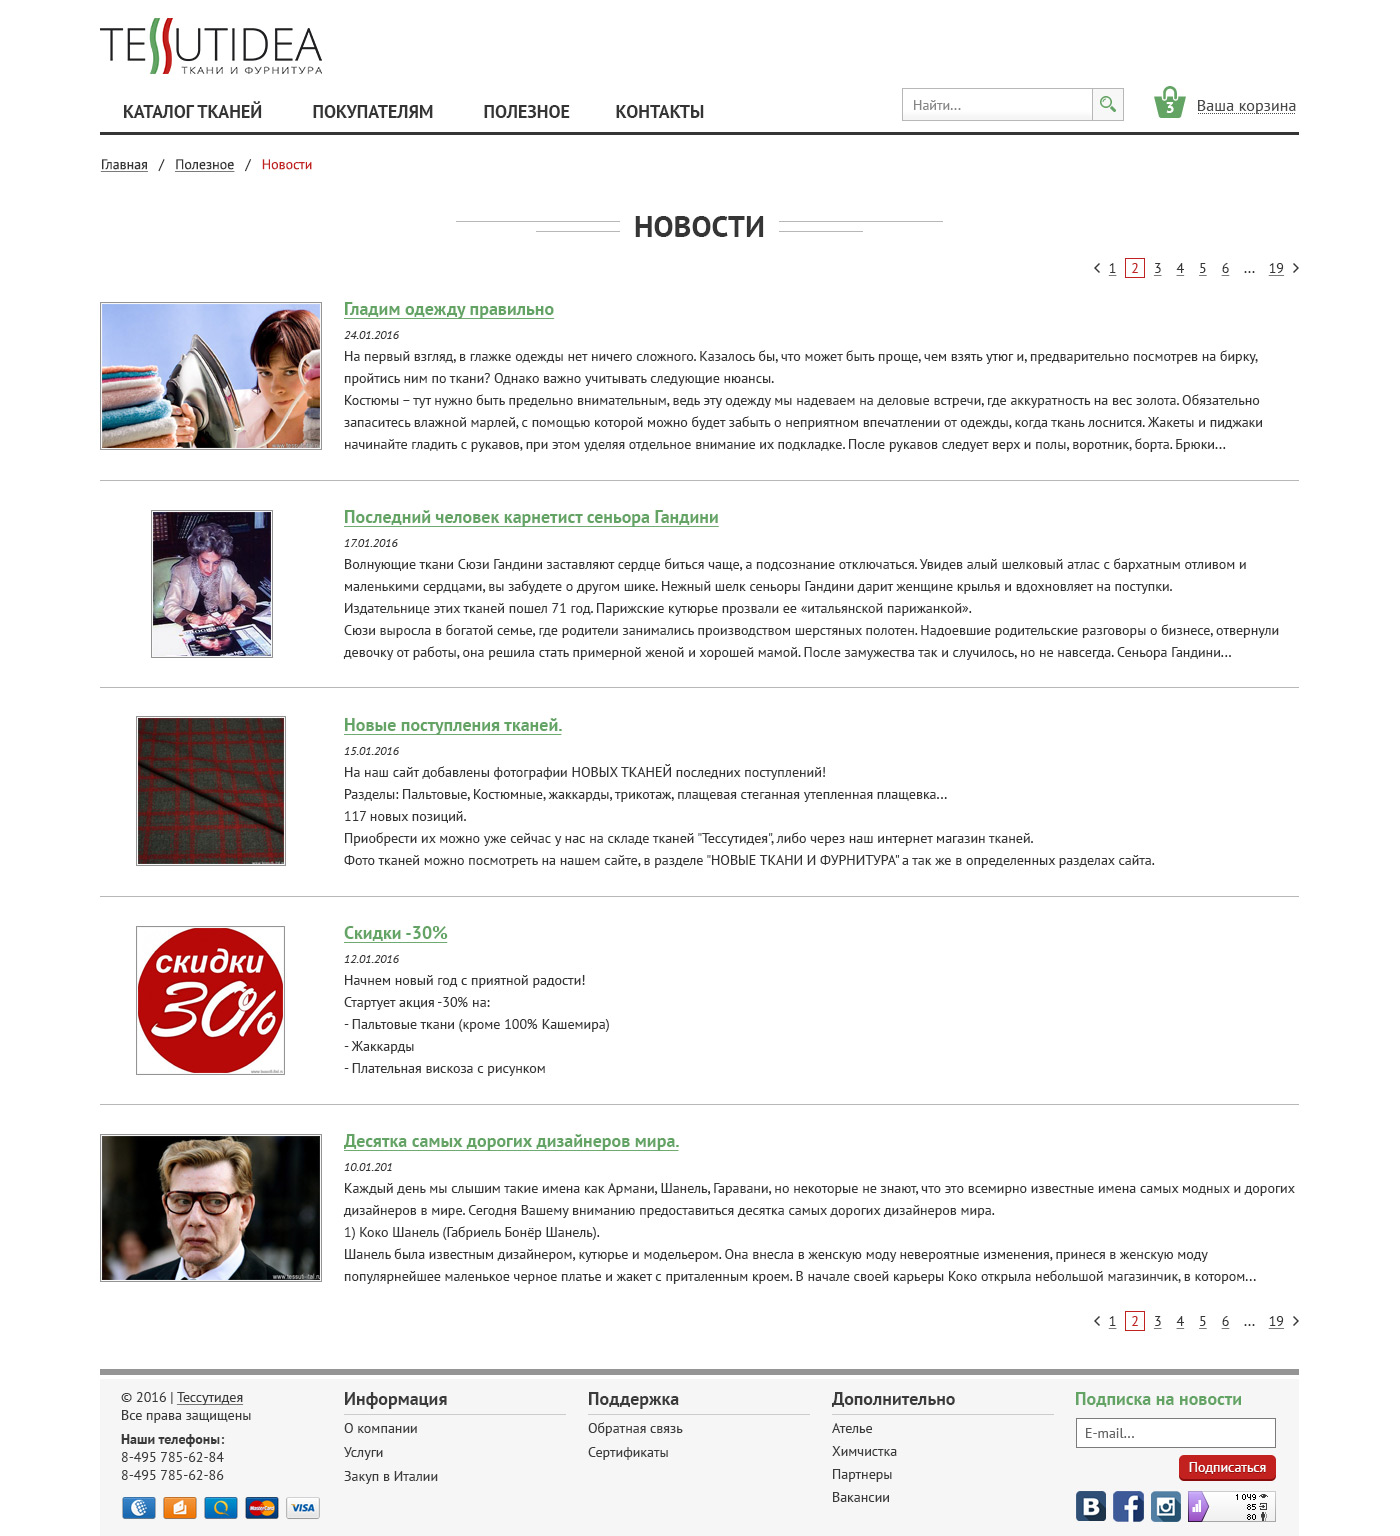 TESSUTIDEA
ТКАНИ И ФУРНИТУРА
КАТАЛОГ ТКАНЕЙ ПОКУПАТЕЛЯМ ПОЛЕЗНОЕ КОНТАКТЫ Найти... 3 Ваша корзина
Главная / Полезное / Новости
НОВОСТИ
1 2 3 4 5 6 ... 19
Гладим одежду правильно
24.01.2016
На первый взгляд, в глажке одежды нет ничего сложного. Казалось бы, что может быть проще, чем взять утюг и, предварительно посмотрев на бирку,
пройтись ним по ткани? Однако важно учитывать следующие нюансы.
Костюмы – тут нужно быть предельно внимательным, ведь эту одежду мы надеваем на деловые встречи, где аккуратность на вес золота. Обязательно
запаситесь влажной марлей, с помощью которой можно будет забыть о неприятном впечатлении от одежды, когда ткань лоснится. Жакеты и пиджаки
начинайте гладить с рукавов, при этом уделяя отдельное внимание их подкладке. После рукавов следует верх и полы, воротник, борта. Брюки...
Последний человек карнетист сеньора Гандини
17.01.2016
Волнующие ткани Сюзи Гандини заставляют сердце биться чаще, а подсознание отключаться. Увидев алый шелковый атлас с бархатным отливом и
маленькими сердцами, вы забудете о другом шике. Нежный шелк сеньоры Гандини дарит женщине крылья и вдохновляет на поступки.
Издательнице этих тканей пошел 71 год. Парижские кутюрье прозвали ее «итальянской парижанкой».
Сюзи выросла в богатой семье, где родители занимались производством шерстяных полотен. Надоевшие родительские разговоры о бизнесе, отвернули
девочку от работы, она решила стать примерной женой и хорошей мамой. После замужества так и случилось, но не навсегда. Сеньора Гандини...
Новые поступления тканей.
15.01.2016
На наш сайт добавлены фотографии НОВЫХ ТКАНЕЙ последних поступлений!
Разделы: Пальтовые, Костюмные, жаккарды, трикотаж, плащевая стеганная утепленная плащевка...
117 новых позиций.
Приобрести их можно уже сейчас у нас на складе тканей "Тессутидея", либо через наш интернет магазин тканей.
Фото тканей можно посмотреть на нашем сайте, в разделе "НОВЫЕ ТКАНИ И ФУРНИТУРА" а так же в определенных разделах сайта.
скидки
30%
Скидки -30%
12.01.2016
Начнем новый год с приятной радости!
Стартует акция -30% на:
- Пальтовые ткани (кроме 100% Кашемира)
- Жаккарды
- Плательная вискоза с рисунком
www.tessuti-ital.ru
Десятка самых дорогих дизайнеров мира.
10.01.201
Каждый день мы слышим такие имена как Армани, Шанель, Гаравани, но некоторые не знают, что это всемирно известные имена самых модных и дорогих
дизайнеров в мире. Сегодня Вашему вниманию предоставиться десятка самых дорогих дизайнеров мира.
1) Коко Шанель (Габриель Бонёр Шанель).
Шанель была известным дизайнером, кутюрье и модельером. Она внесла в женскую моду невероятные изменения, принеся в женскую моду
популярнейшее маленькое черное платье и жакет с приталенным кроем. В начале своей карьеры Коко открыла небольшой магазинчик, в котором...
1 2 3 4 5 6 ... 19
© 2016 | Тессутидея
Все права защищены
Наши телефоны:
8-495 785-62-84
8-495 785-62-86
MasterCard VISA
Информация
О компании
Услуги
Закуп в Италии
Поддержка
Обратная связь
Сертификаты
Дополнительно
Ателье
Химчистка
Партнеры
Вакансии
Подписка на новости
E-mail...
Подписаться
1 049
85
80